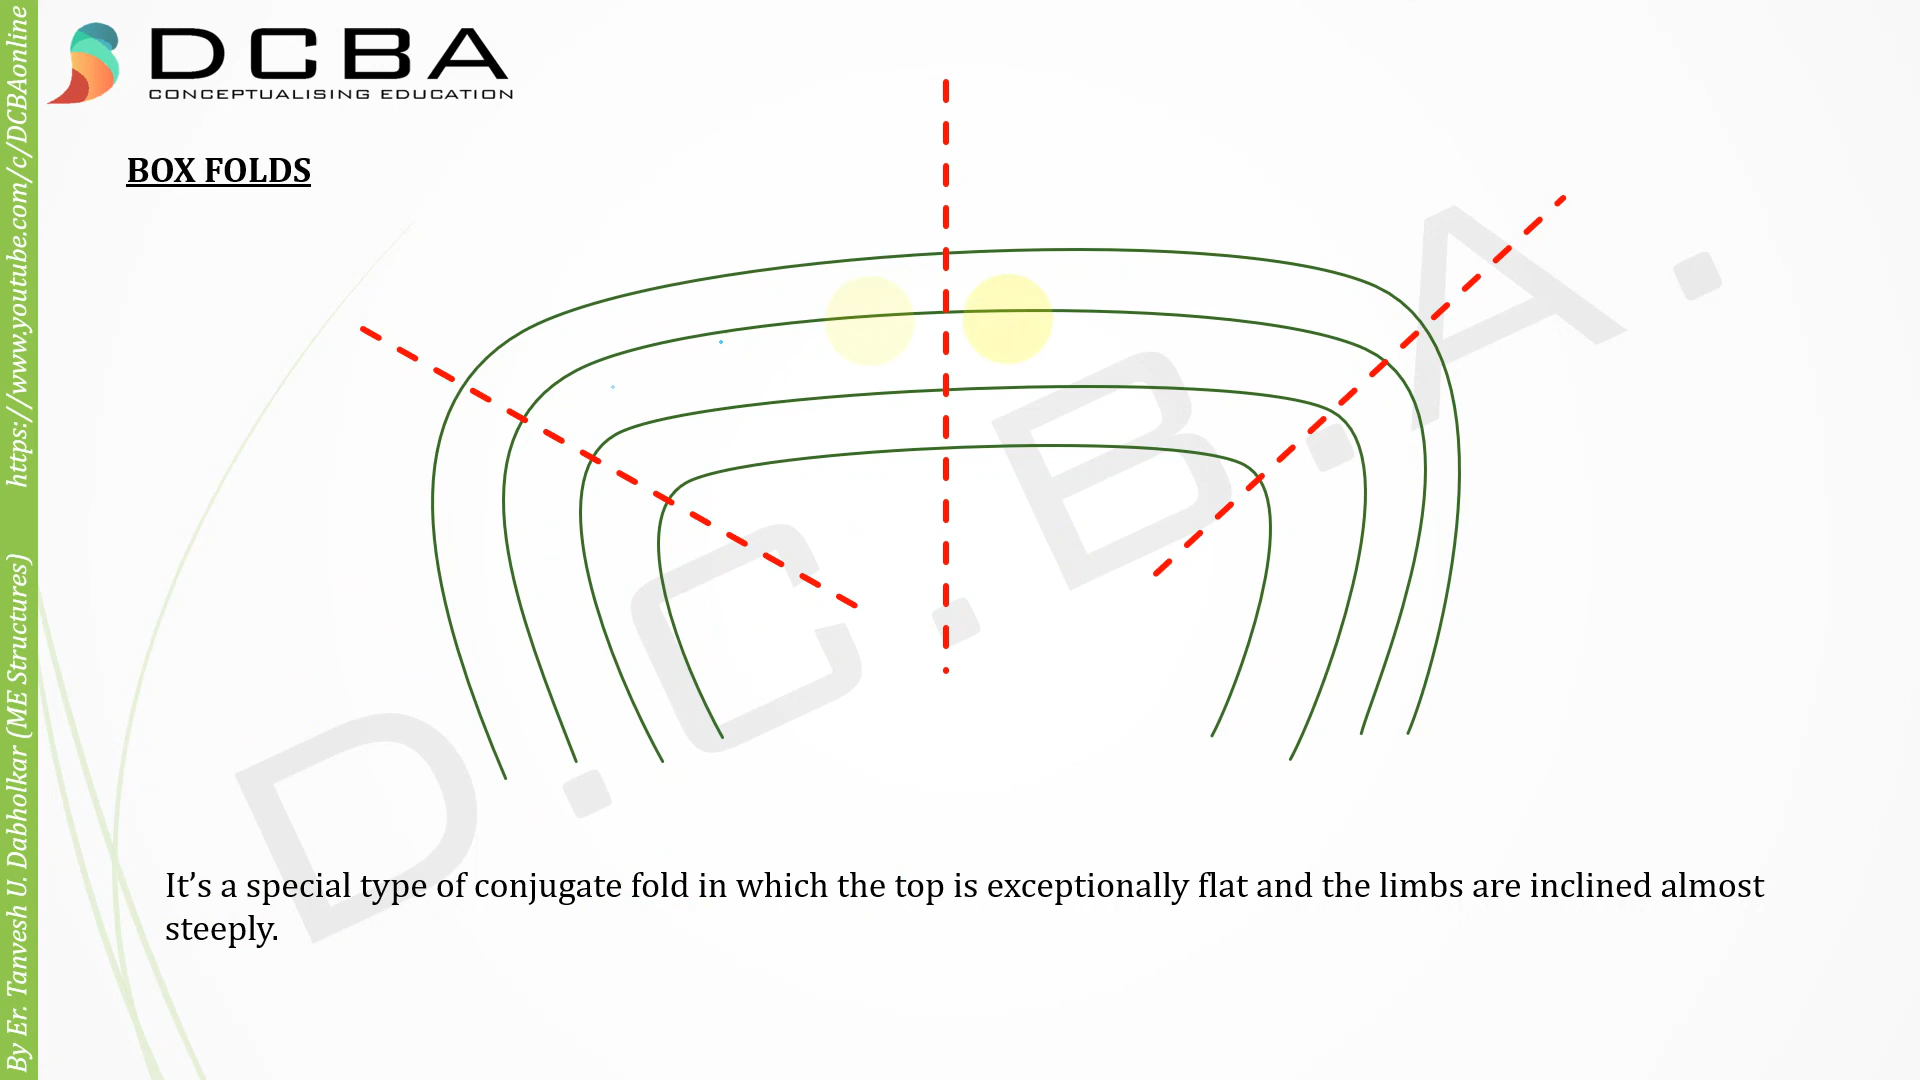 DCBA
CONCEPTUALISING EDUCATION
BOX FOLDS
It’s a special type of conjugate fold in which the top is exceptionally flat and the limbs are inclined almost
steeply.
By Er. Tanvesh U. Dabholkar (ME Structures) https://www.youtube.com/c/DCBAonline
D.C.B.A.